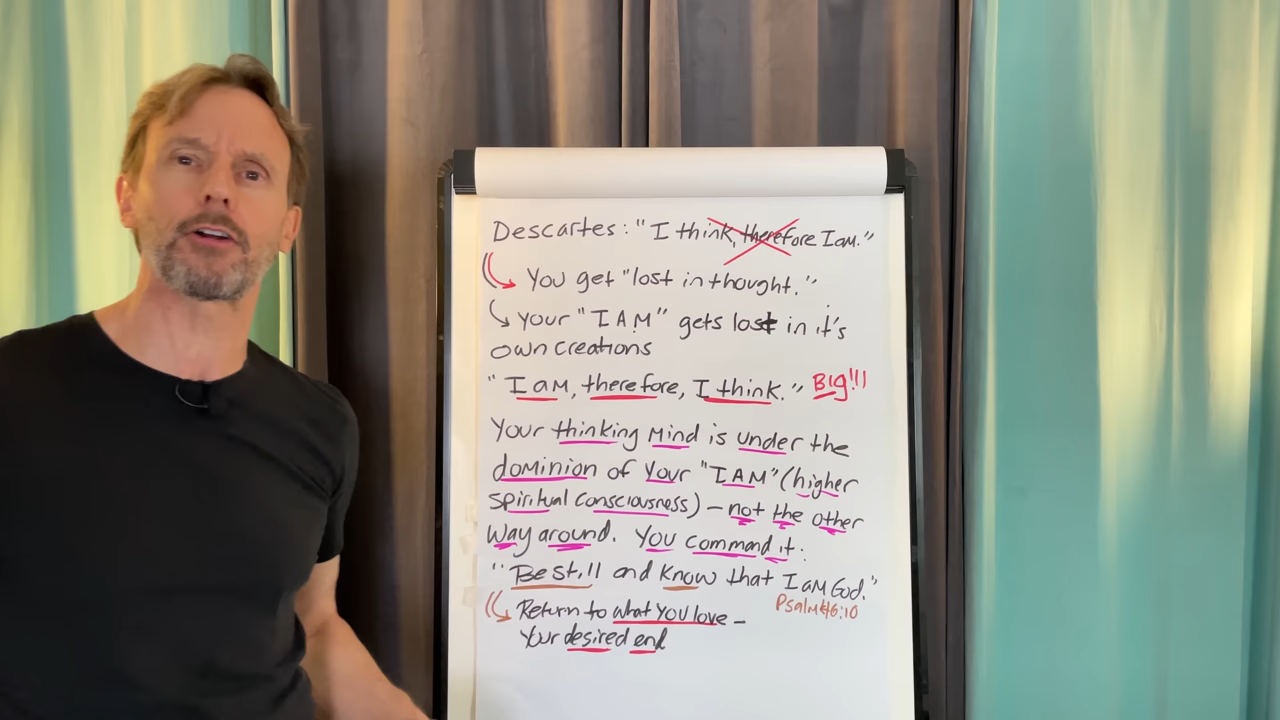 Descartes: "I think, therefore I am."
You get "lost in thought."
Your "I AM" gets lost in it's
own creations
"I am, therefore, I think." BIg!!!
Your thinking Mind is under the
dominion of Your "I AM" (higher
spiritual consciousness) – not the other
way around. You command it:
"Be still and know that I AM God."
Psalm 46:10
Return to what you love –
Your desired end